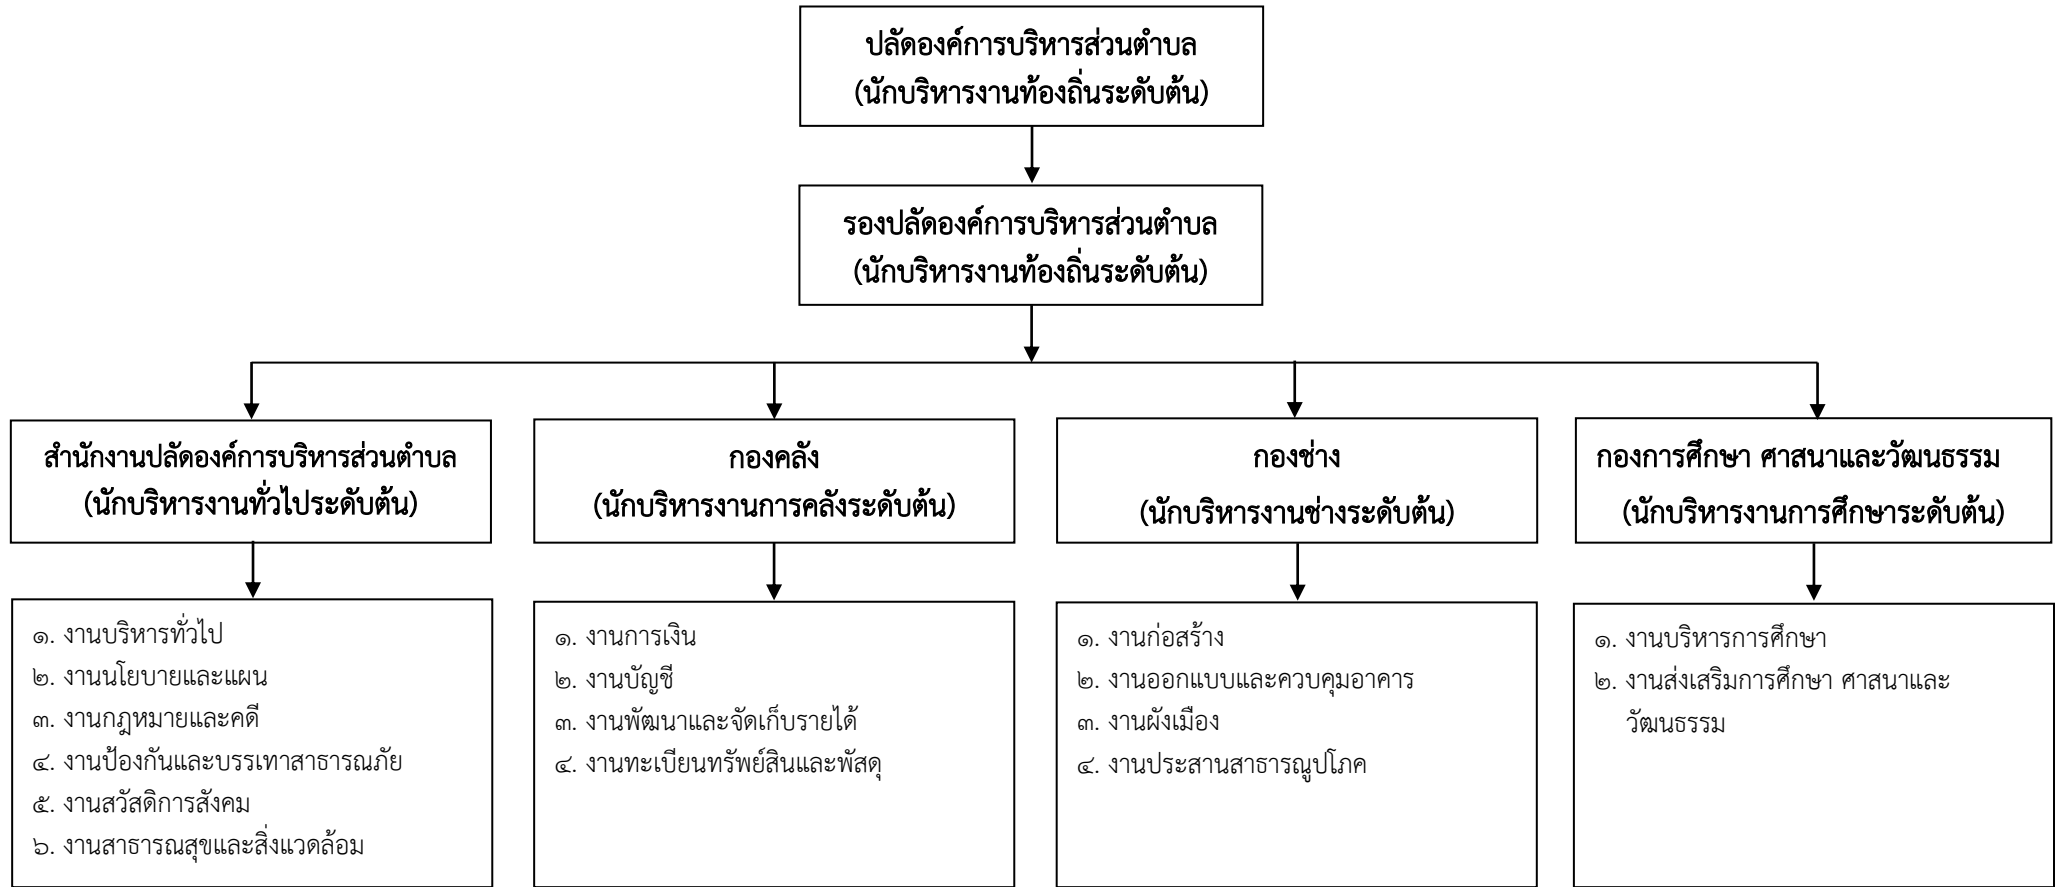 ปลัดองค์การบริหารส่วนตำบล
(นักบริหารงานท้องถิ่นระดับต้น)
รองปลัดองค์การบริหารส่วนตำบล
(นักบริหารงานท้องถิ่นระดับต้น)
สำนักงานปลัดองค์การบริหารส่วนตำบล
(นักบริหารงานทั่วไประดับต้น)
๑. งานบริหารทั่วไป
๒. งานนโยบายและแผน
๓. งานกฎหมายและคดี
๔. งานป้องกันและบรรเทาสาธารณภัย
๕. งานสวัสดิการสังคม
๖. งานสาธารณสุขและสิ่งแวดล้อม
กองคลัง
(นักบริหารงานการคลังระดับต้น)
๑. งานการเงิน
๒. งานบัญชี
๓. งานพัฒนาและจัดเก็บรายได้
๔. งานทะเบียนทรัพย์สินและพัสดุ
กองช่าง
(นักบริหารงานช่างระดับต้น)
๑. งานก่อสร้าง
๒. งานออกแบบและควบคุมอาคาร
๓. งานผังเมือง
๔. งานประสานสาธารณูปโภค
กองการศึกษา ศาสนาและวัฒนธรรม
(นักบริหารงานการศึกษาระดับต้น)
๑. งานบริหารการศึกษา
๒. งานส่งเสริมการศึกษา ศาสนาและ
วัฒนธรรม